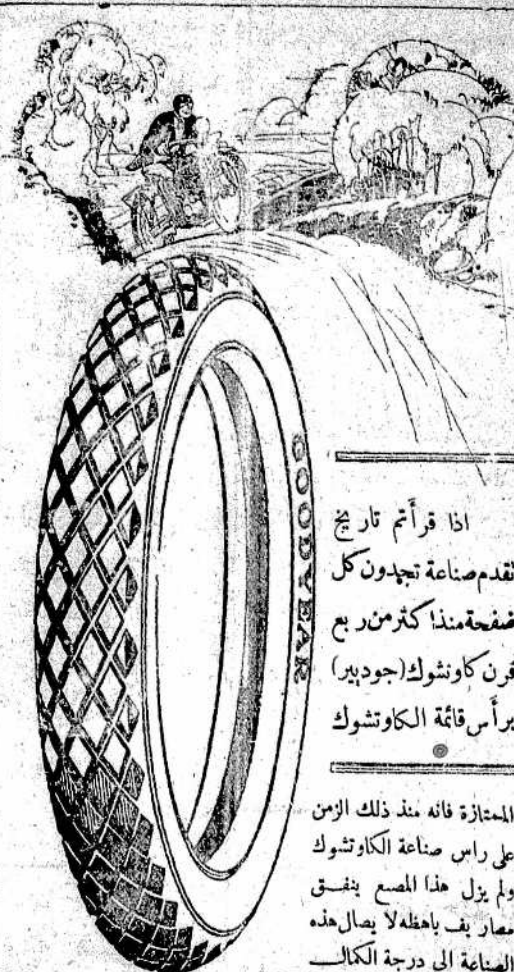 GOODYEAR
اذا قرأتم تاريخ
تقدم صناعة تجدون كل
صفحة منذ اكثر من ربع
قرن كاوتشوك (جوديير)
برأس قائمة الكاوتشوك
الممتازة فانه منذ ذلك الزمن
على راس صناعة الكاوتشوك
ولم يزل هذا المصنع ينفق
مصاريف باهظه لا يصال هذه
الصناعة الى درجة الكمال